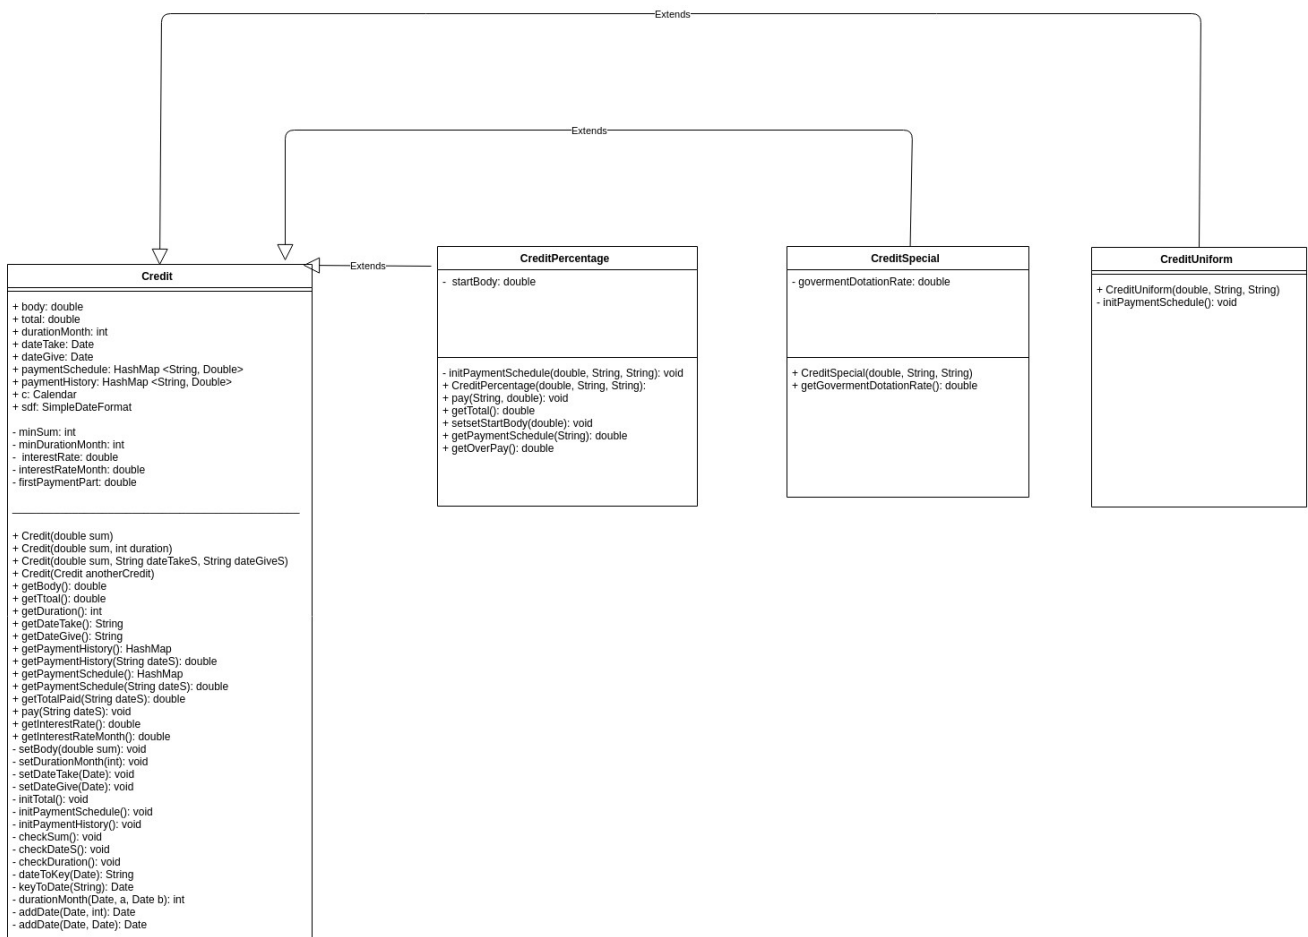 Extends
Extends
Extends
Credit
+ body: double
+ total: double
+ durationMonth: int
+ dateTake: Date
+ dateGive: Date
+ paymentSchedule: HashMap <String, Double>
+ paymentHistory: HashMap <String, Double>
+ c: Calendar
+ sdf: SimpleDateFormat
- minSum: int
- minDurationMonth: int
- interestRate: double
- interestRateMonth: double
- firstPaymentPart: double
+ Credit(double sum)
+ Credit(double sum, int duration)
+ Credit(double sum, String dateTakeS, String dateGiveS)
+ Credit(Credit anotherCredit)
+ getBody(): double
+ getTtoal(): double
+ getDuration(): int
+ getDateTake(): String
+ getDateGive(): String
+ getPaymentHistory(): HashMap
+ getPaymentHistory(String dateS): double
+ getPaymentSchedule(): HashMap
+ getPaymentSchedule(String dateS): double
+ getTotalPaid(String dateS): double
+ pay(String dateS): void
+ getInterestRate(): double
+ getInterestRateMonth(): double
- setBody(double sum): void
- setDurationMonth(int): void
- setDateTake(Date): void
- setDateGive(Date): void
- initTotal(): void
- initPaymentSchedule(): void
- initPaymentHistory(): void
- checkSum(): void
- checkDateS(): void
- checkDuration(): void
- dateToKey(Date): String
- keyToDate(String): Date
- durationMonth(Date, a, Date b): int
- addDate(Date, int): Date
- addDate(Date, Date): Date
CreditPercentage
- startBody: double
- initPaymentSchedule(double, String, String): void
+ CreditPercentage(double, String, String):
+ pay(String, double): void
+ getTotal(): double
+ setsetStartBody(double): void
+ getPaymentSchedule(String): double
+ getOverPay(): double
CreditSpecial
- govermentDotationRate: double
+ CreditSpecial(double, String, String)
+ getGovermentDotationRate(): double
CreditUniform
+ CreditUniform(double, String, String)
- initPaymentSchedule(): void